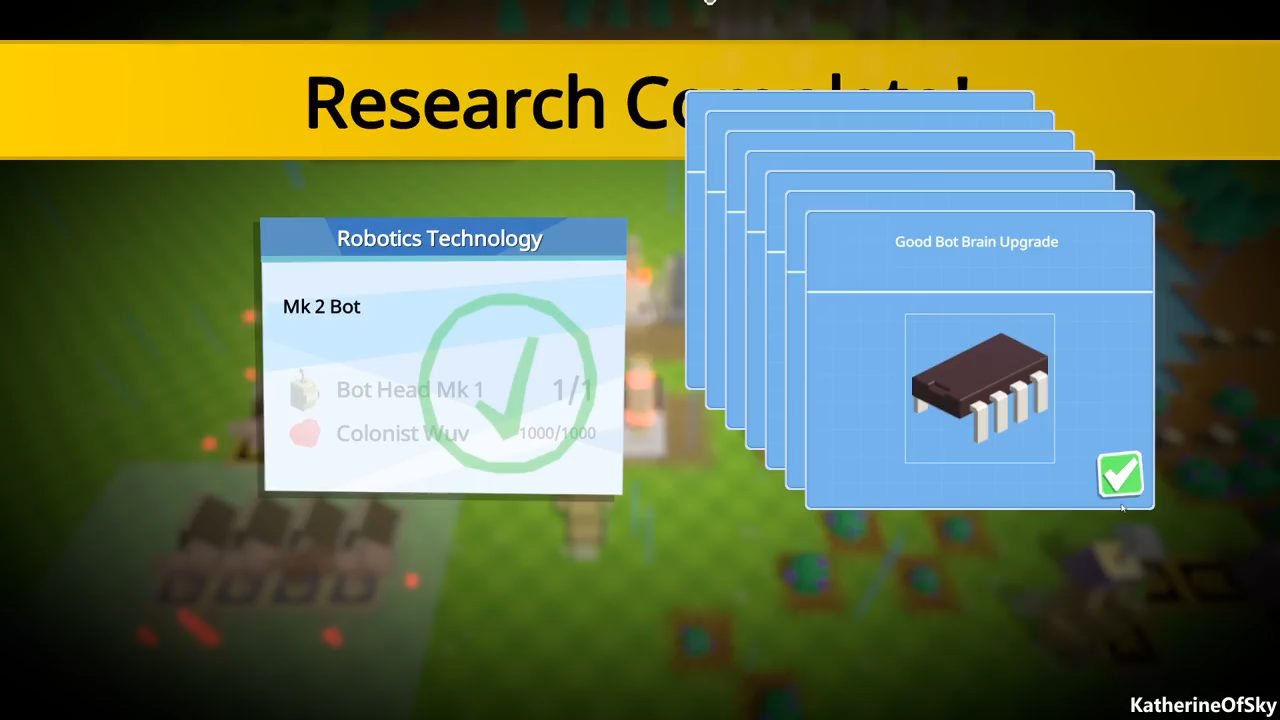 Research Co
Robotics Technology
Mk 2 Bot
Bot Head Mk 1 1/1
Colonist Wuv 1000/1000
Good Bot Brain Upgrade
KatherineOfSky